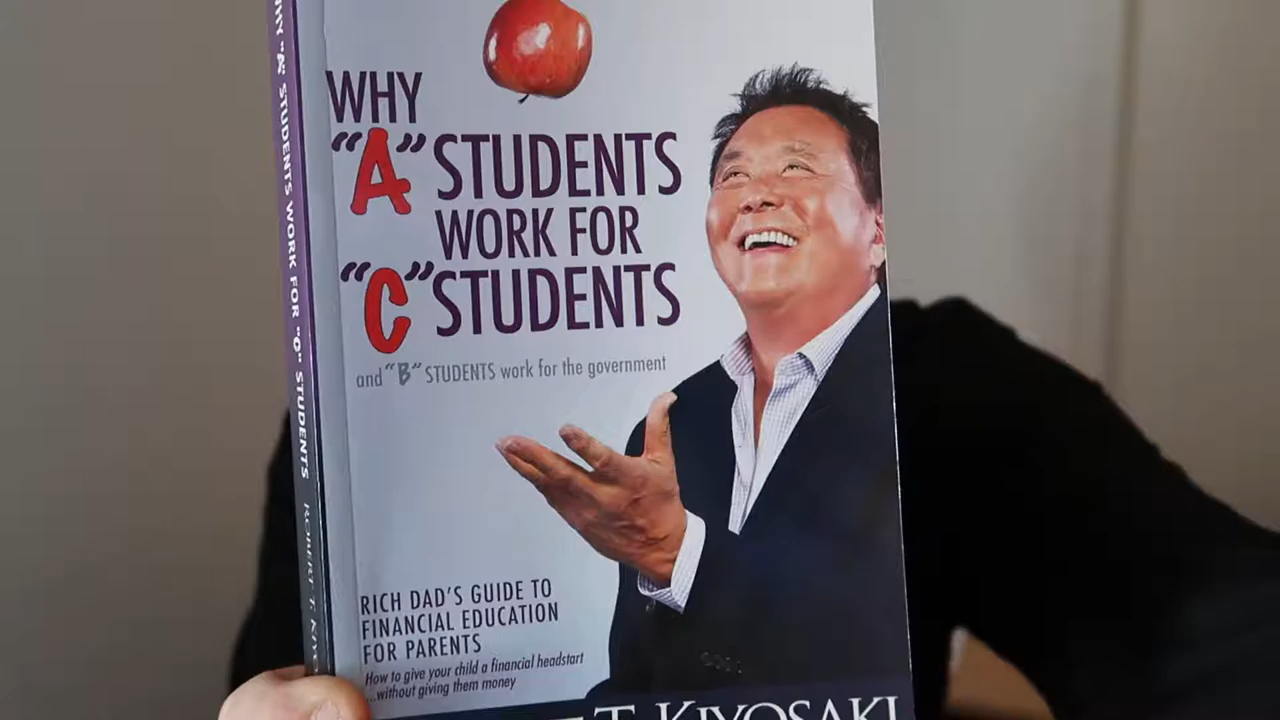 WHY
"A" STUDENTS
WORK FOR
"C" STUDENTS
and "B" STUDENTS work for the government
RICH DAD'S GUIDE TO
FINANCIAL EDUCATION
FOR PARENTS
How to give your child a financial headstart
...without giving them money
T. KIYOSAKI
WHY "A" STUDENTS WORK FOR "C" STUDENTS ROBERT T. KIYO